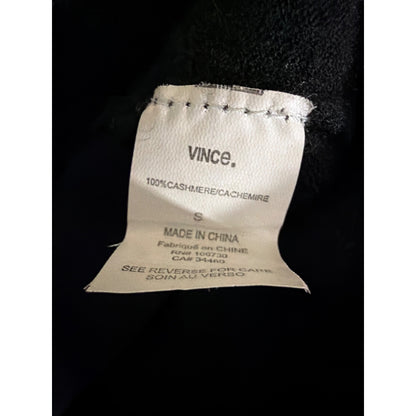 VINCE.
100%CASHMERE/CACHEMIRE
S
MADE IN CHINA
Fabriqué en CHINE
RN# 100730
CA# 34460
SEE REVERSE FOR CARE
SOIN AU VERSO